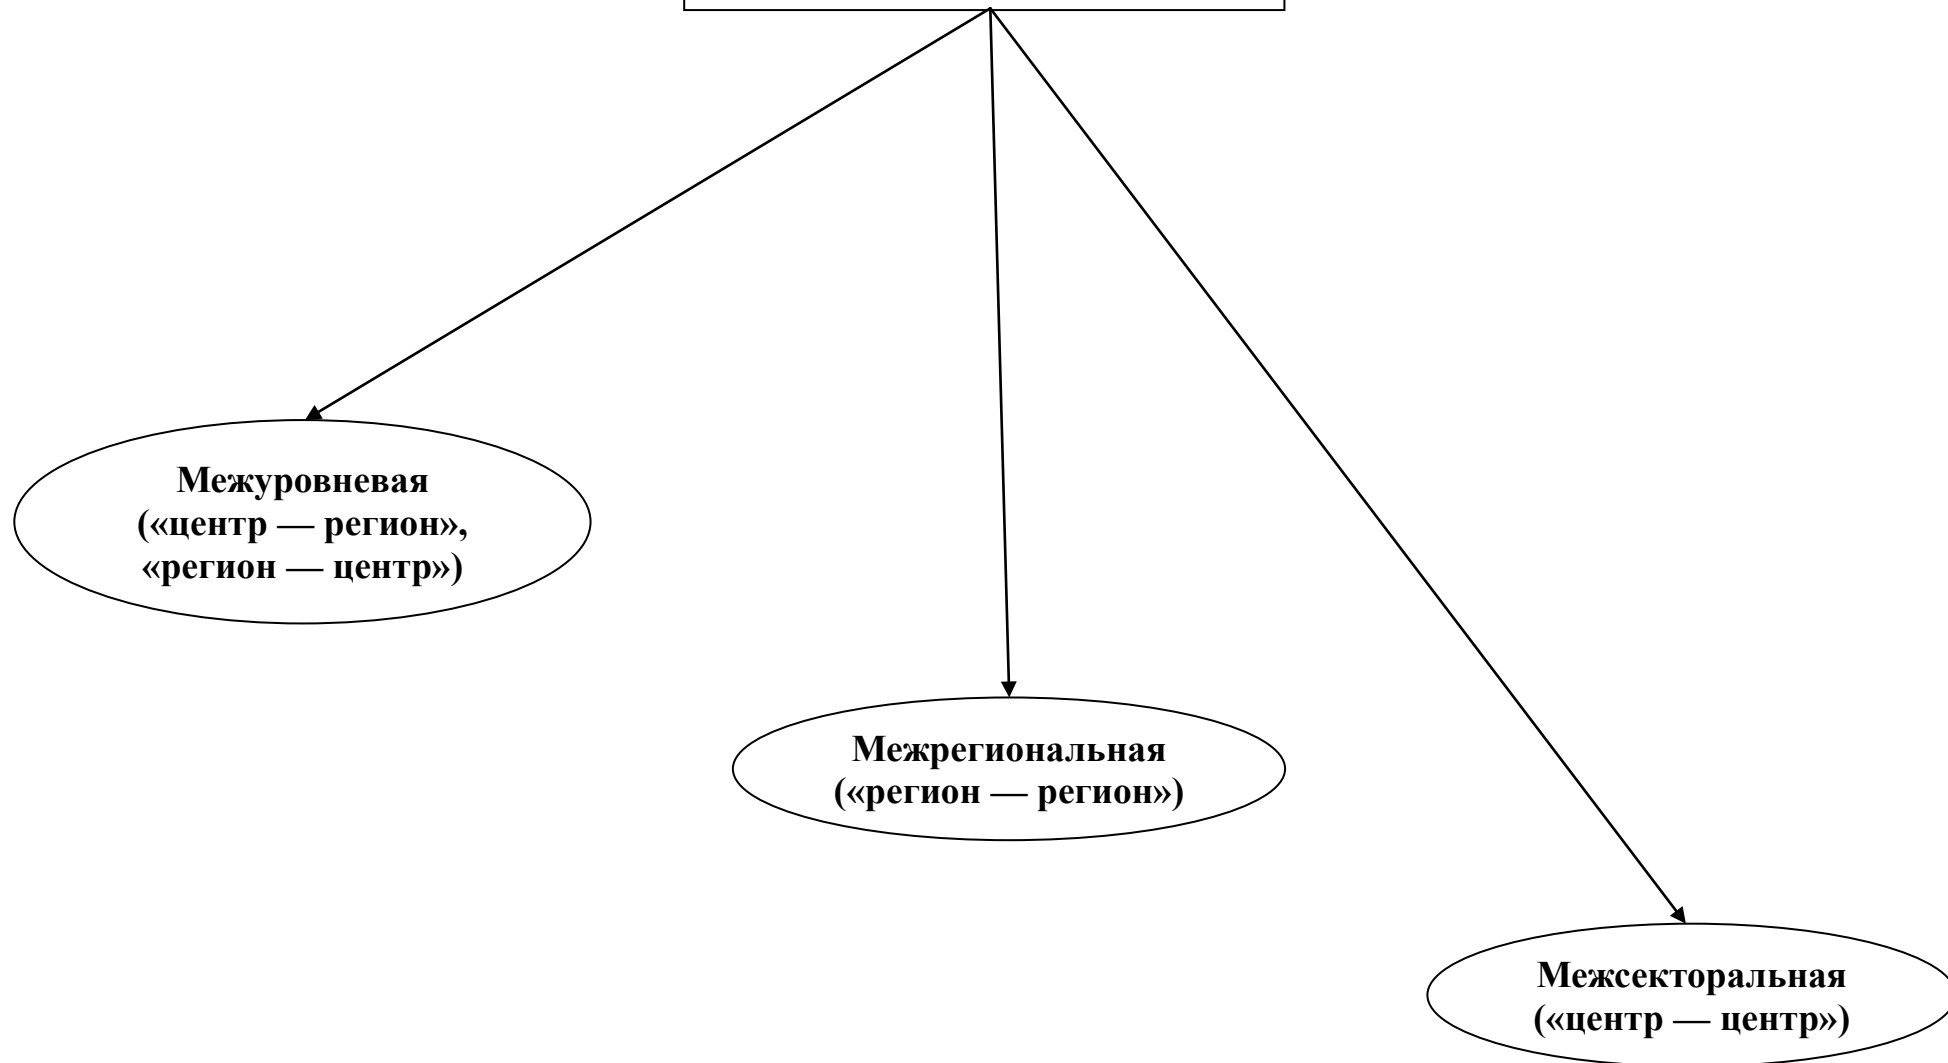 Межуровневая
(«центр — регион»,
«регион — центр»)
Межрегиональная
(«регион — регион»)
Межсекторальная
(«центр — центр»)